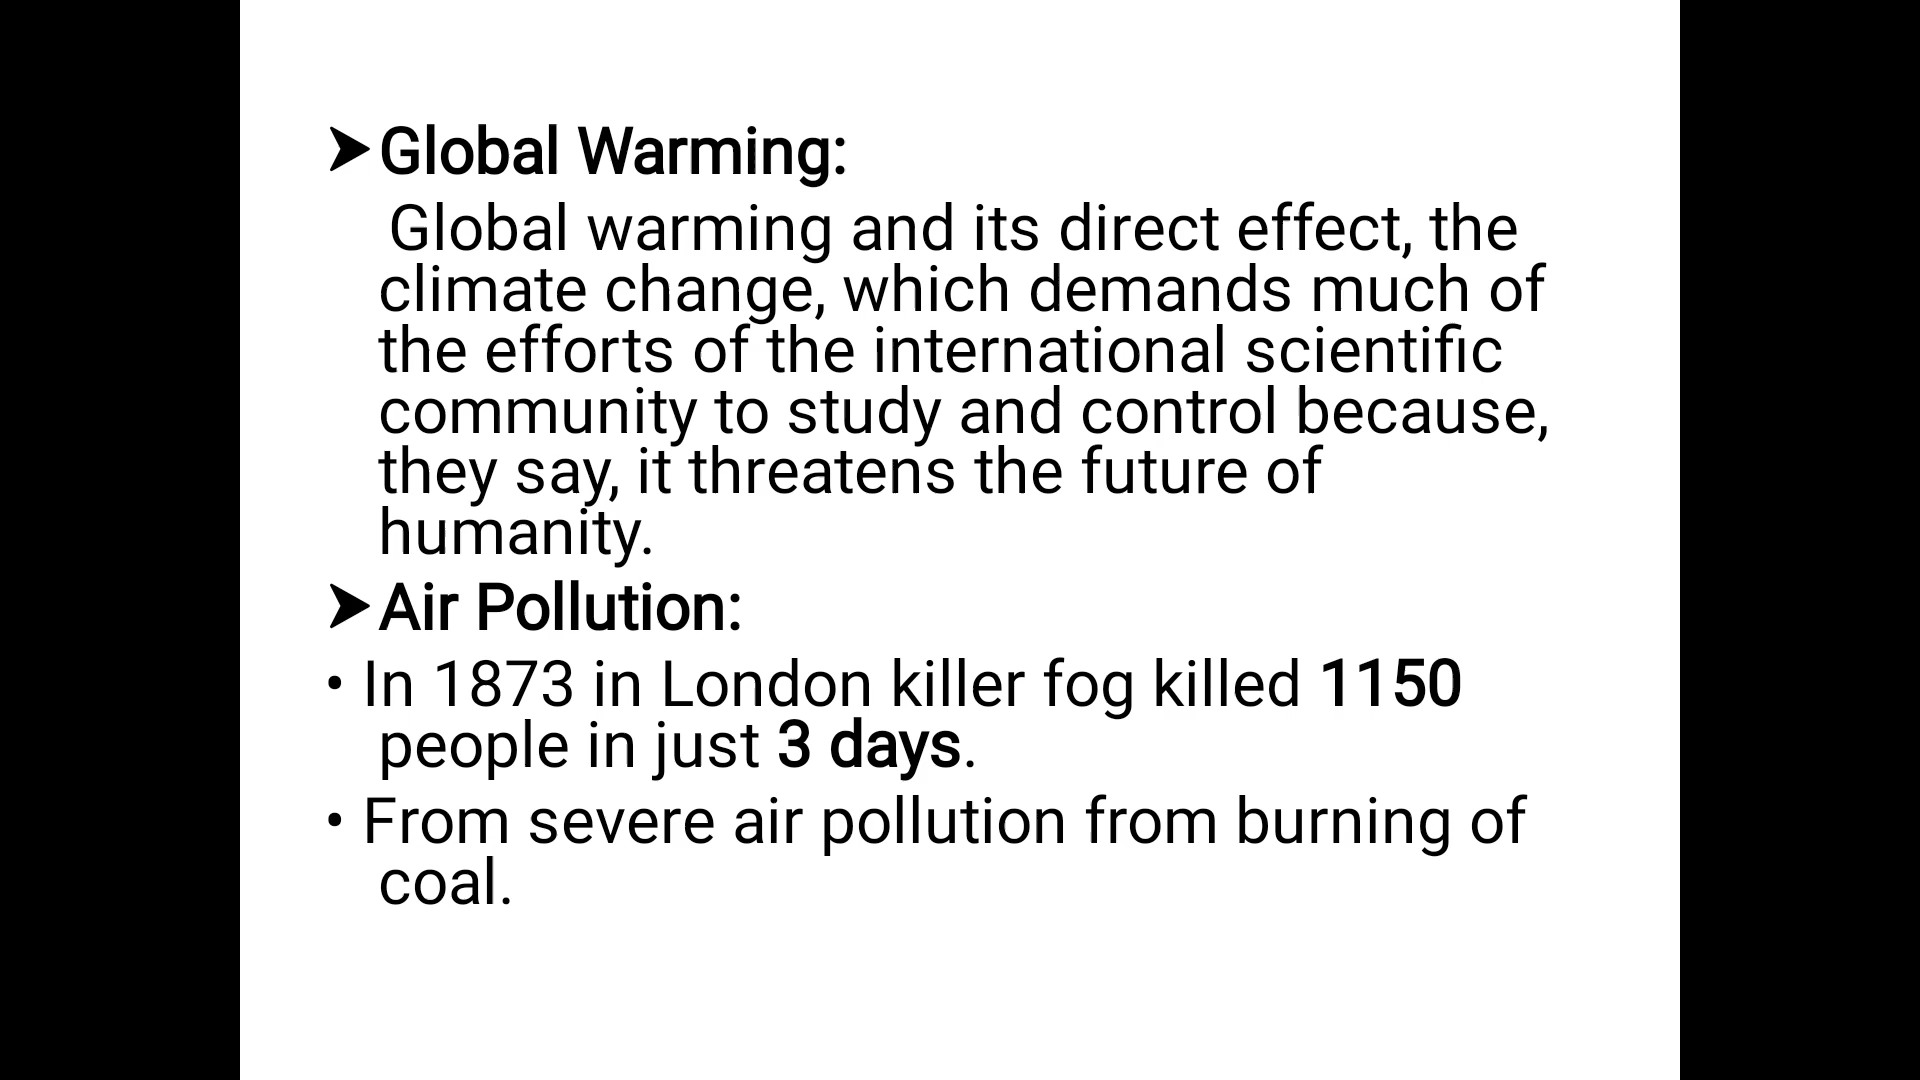 ➤Global Warming:
Global warming and its direct effect, the
climate change, which demands much of
the efforts of the international scientific
community to study and control because,
they say, it threatens the future of
humanity.
➤Air Pollution:
• In 1873 in London killer fog killed 1150
people in just 3 days.
• From severe air pollution from burning of
coal.